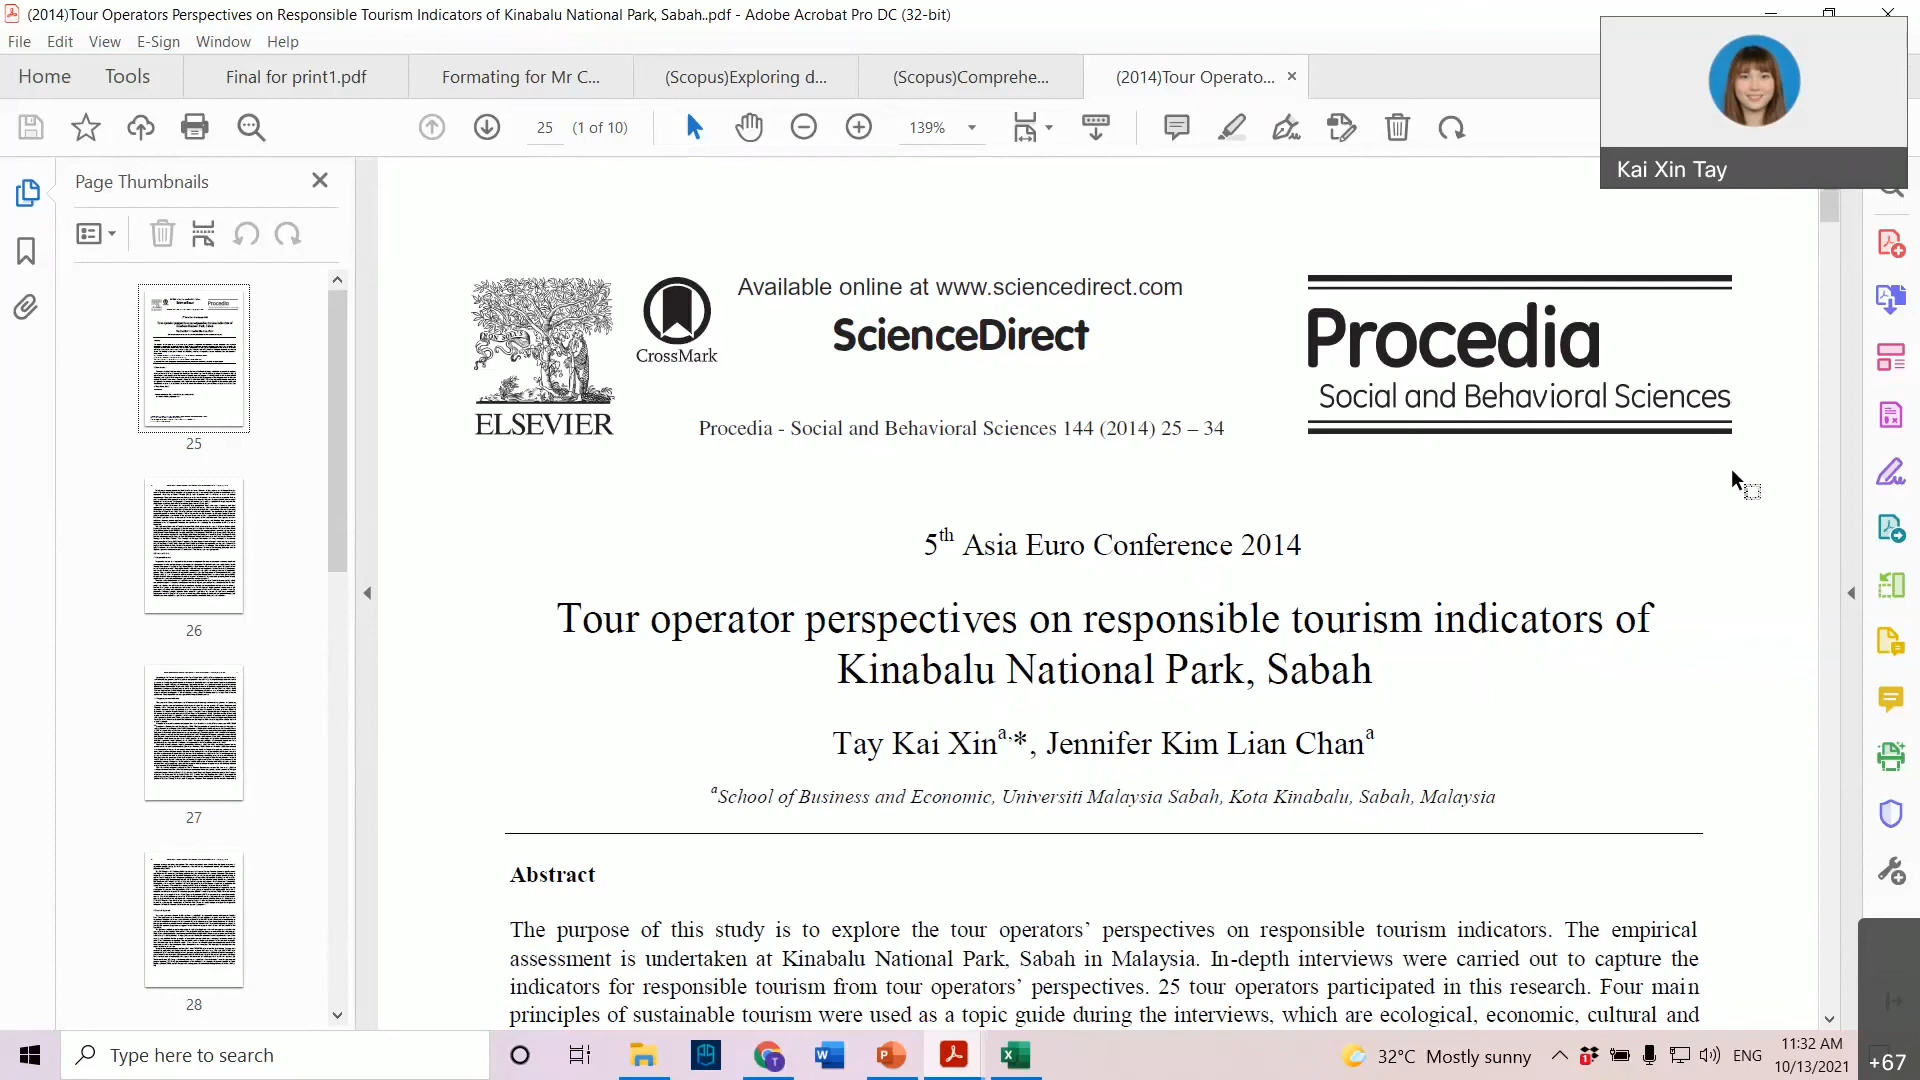 (2014)Tour Operators Perspectives on Responsible Tourism Indicators of Kinabalu National Park, Sabah..pdf - Adobe Acrobat Pro DC (32-bit)
File Edit View E-Sign Window Help
Home Tools Final for print1.pdf Formating for Mr C... (Scopus)Exploring d... (Scopus)Comprehe... (2014)Tour Operato... ×
25 (1 of 10) 139%
Kai Xin Tay
Page Thumbnails
25
26
27
28
ELSEVIER
CrossMark
Available online at www.sciencedirect.com
ScienceDirect
Procedia - Social and Behavioral Sciences 144 (2014) 25 – 34
Procedia
Social and Behavioral Sciences
5th Asia Euro Conference 2014
Tour operator perspectives on responsible tourism indicators of
Kinabalu National Park, Sabah
Tay Kai Xina,*, Jennifer Kim Lian Chana
aSchool of Business and Economic, Universiti Malaysia Sabah, Kota Kinabalu, Sabah, Malaysia
Abstract
The purpose of this study is to explore the tour operators’ perspectives on responsible tourism indicators. The empirical
assessment is undertaken at Kinabalu National Park, Sabah in Malaysia. In-depth interviews were carried out to capture the
indicators for responsible tourism from tour operators’ perspectives. 25 tour operators participated in this research. Four main
principles of sustainable tourism were used as a topic guide during the interviews, which are ecological, economic, cultural and
Type here to search
32°C Mostly sunny
ENG
11:32 AM
10/13/2021
+67